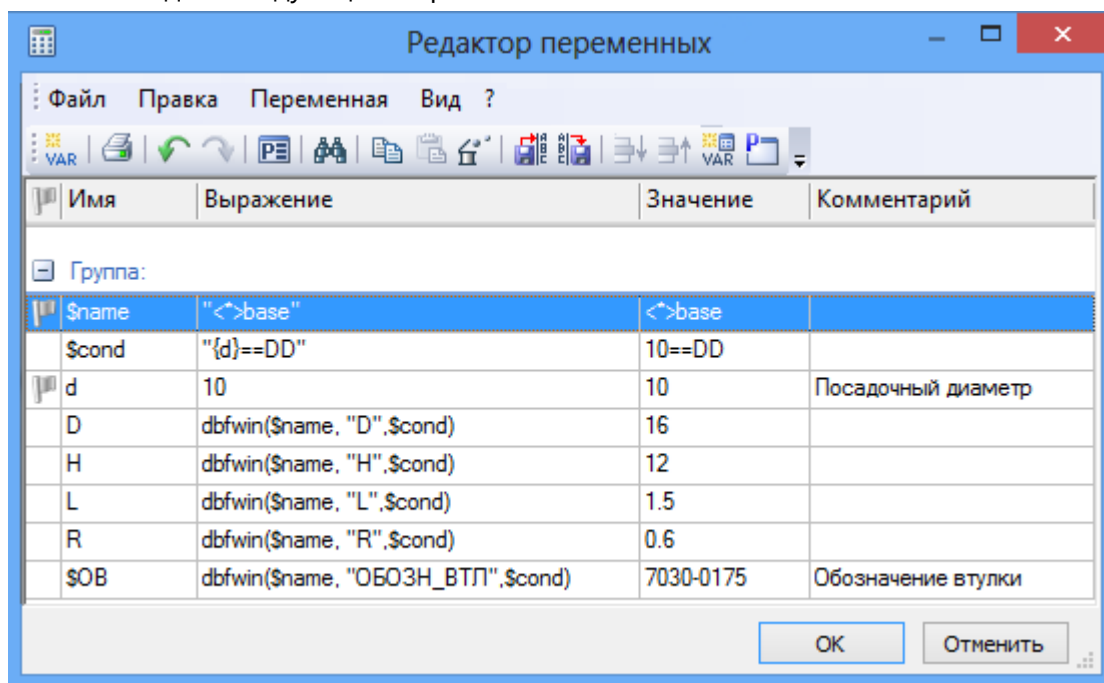 Редактор переменных
Файл Правка Переменная Вид ?
VAR VAR
Имя Выражение Значение Комментарий
Группа:
$name "<*>base" <*>base
$cond "{d}==DD" 10==DD
d 10 10 Посадочный диаметр
D dbfwin($name, "D",$cond) 16
H dbfwin($name, "H",$cond) 12
L dbfwin($name, "L",$cond) 1.5
R dbfwin($name, "R",$cond) 0.6
$OB dbfwin($name, "ОБОЗН_ВТЛ",$cond) 7030-0175 Обозначение втулки
OK Отменить